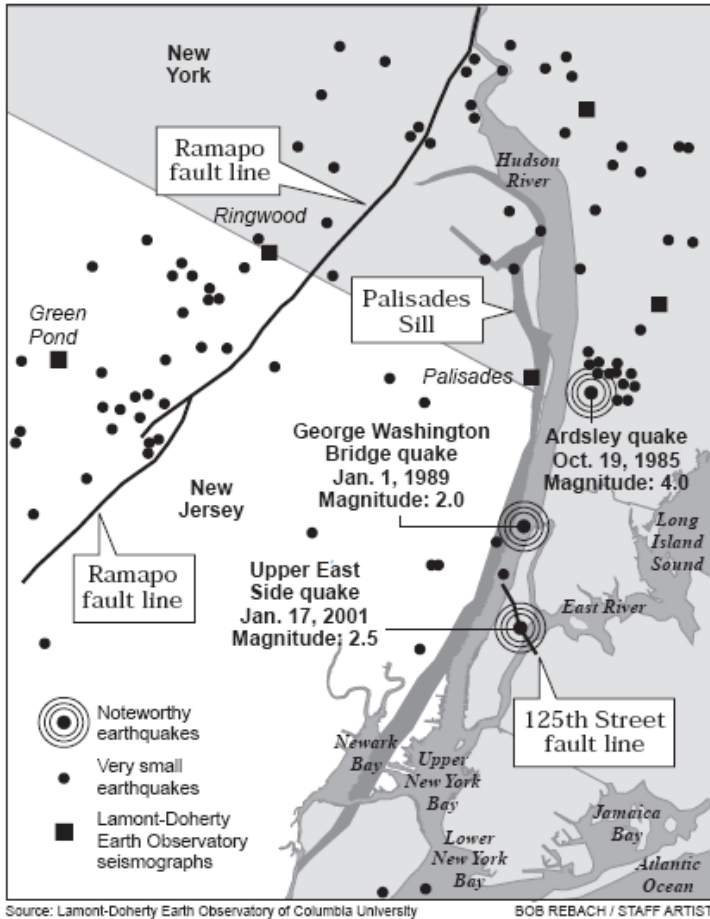 New
York
Ramapo
fault line
Hudson
River
Ringwood
Palisades
Sill
Green
Pond
Palisades
George Washington
Bridge quake
Jan. 1, 1989
Magnitude: 2.0
Ardsley quake
Oct. 19, 1985
Magnitude: 4.0
New
Jersey
Long
Island
Sound
Ramapo
fault line
Upper East
Side quake
Jan. 17, 2001
Magnitude: 2.5
East River
125th Street
fault line
Noteworthy
earthquakes
Very small
earthquakes
Lamont-Doherty
Earth Observatory
seismographs
Newark
Bay
Upper
New York
Bay
Lower
New York
Bay
Jamaica
Bay
Atlantic
Ocean
Source: Lamont-Doherty Earth Observatory of Columbia University
BOB REBACH / STAFF ARTIST